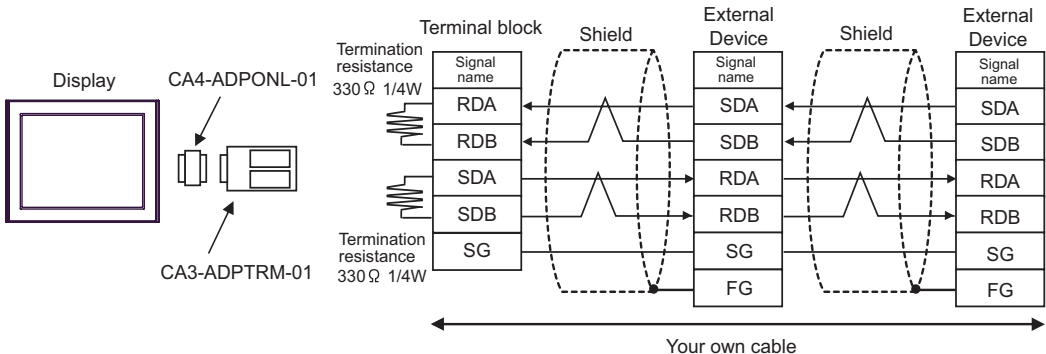 Display
CA4-ADPONL-01
CA3-ADPTRM-01
Termination
resistance
330 Ω 1/4W
Termination
resistance
330 Ω 1/4W
Terminal block
Signal
name
RDA
RDB
SDA
SDB
SG
Shield
External
Device
Signal
name
SDA
SDB
RDA
RDB
SG
FG
Shield
External
Device
Signal
name
SDA
SDB
RDA
RDB
SG
FG
Your own cable